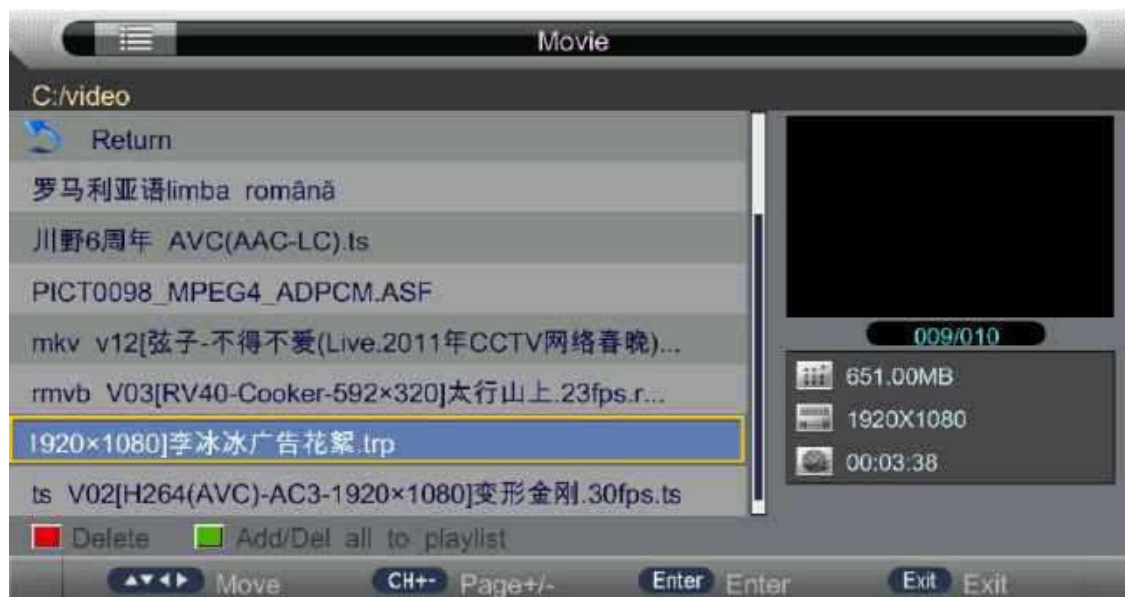 Movie
C:/video
Return
罗马利亚语limba română
川野6周年 AVC(AAC-LC).ts
PICT0098_MPEG4_ADPCM.ASF
mkv v12[弦子-不得不爱(Live.2011年CCTV网络春晚)...
rmvb V03[RV40-Cooker-592×320]太行山上.23fps.r...
1920×1080]李冰冰广告花絮.trp
ts V02[H264(AVC)-AC3-1920×1080]变形金刚.30fps.ts
009/010
651.00MB
1920X1080
00:03:38
Delete Add/Del all to playlist
Move CH+- Page+/- Enter Enter Exit Exit